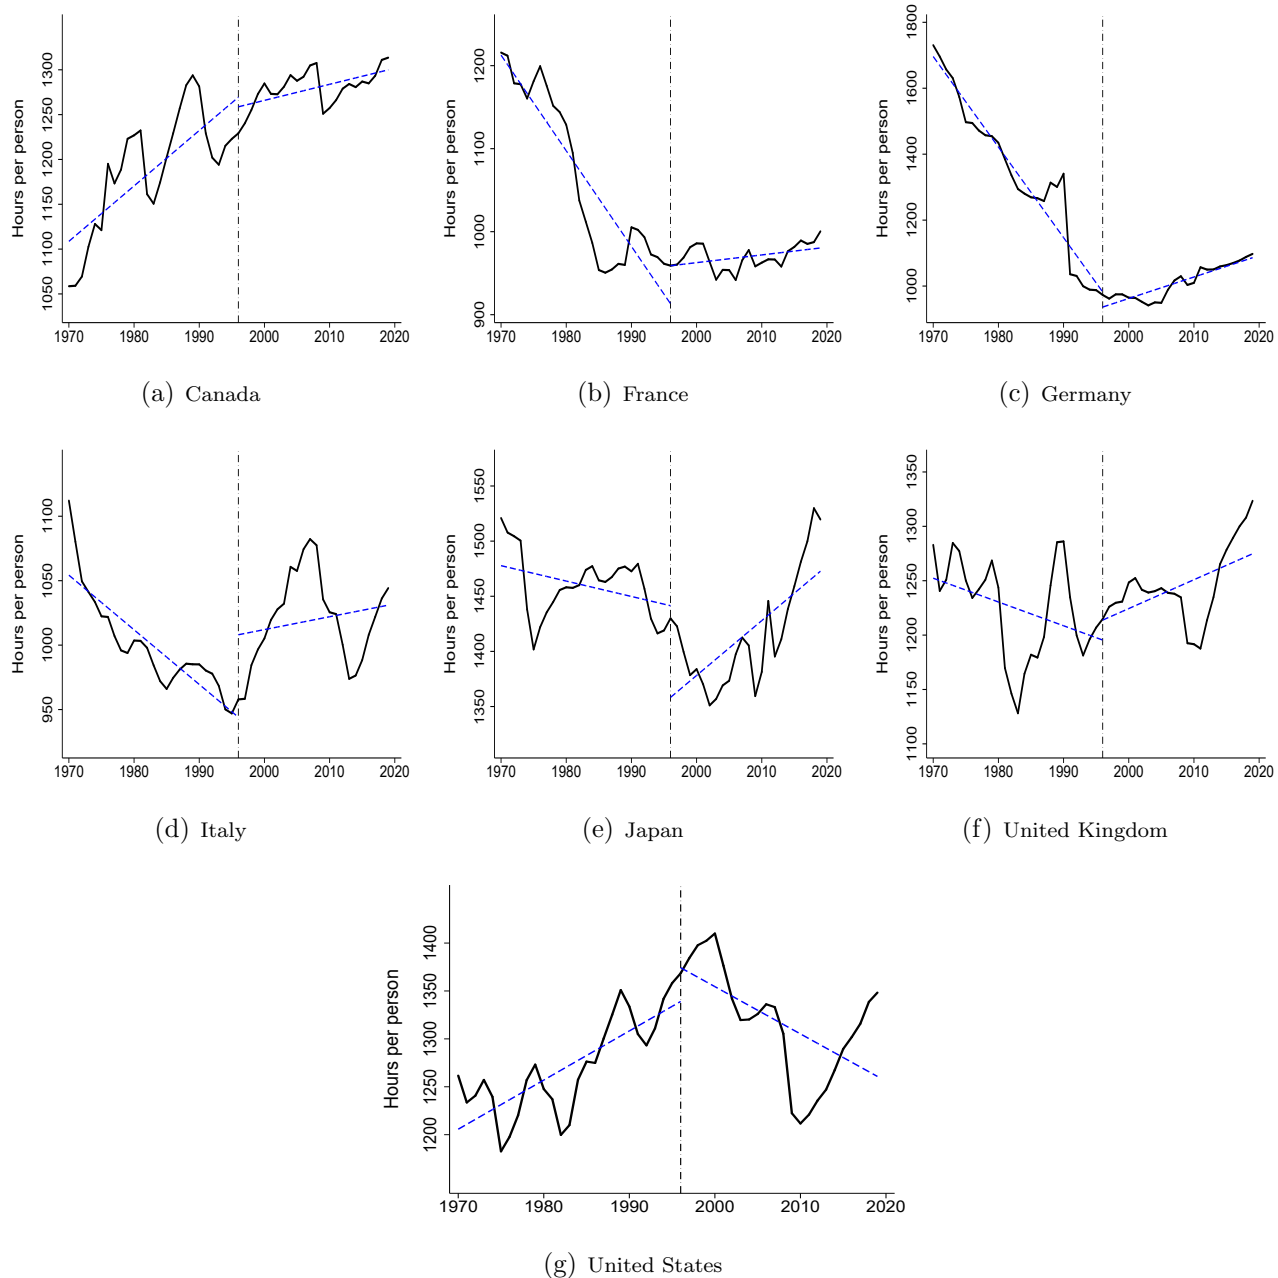 Hours per person
1050 1100 1150 1200 1250 1300
1970 1980 1990 2000 2010 2020
(a) Canada
Hours per person
900 1000 1100 1200
1970 1980 1990 2000 2010 2020
(b) France
Hours per person
1000 1200 1400 1600 1800
1970 1980 1990 2000 2010 2020
(c) Germany
Hours per person
950 1000 1050 1100
1970 1980 1990 2000 2010 2020
(d) Italy
Hours per person
1350 1400 1450 1500 1550
1970 1980 1990 2000 2010 2020
(e) Japan
Hours per person
1100 1150 1200 1250 1300 1350
1970 1980 1990 2000 2010 2020
(f) United Kingdom
Hours per person
1200 1250 1300 1350 1400
1970 1980 1990 2000 2010 2020
(g) United States